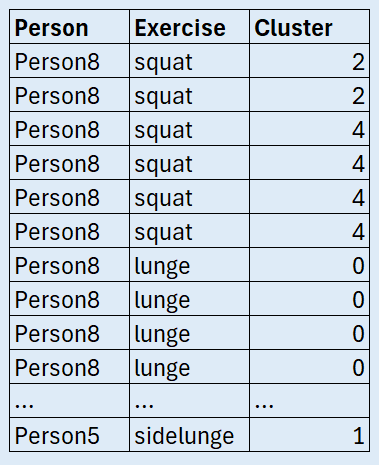 Person Exercise Cluster
Person8 squat 2
Person8 squat 2
Person8 squat 4
Person8 squat 4
Person8 squat 4
Person8 squat 4
Person8 lunge 0
Person8 lunge 0
Person8 lunge 0
Person8 lunge 0
... ... ...
Person5 sidelunge 1